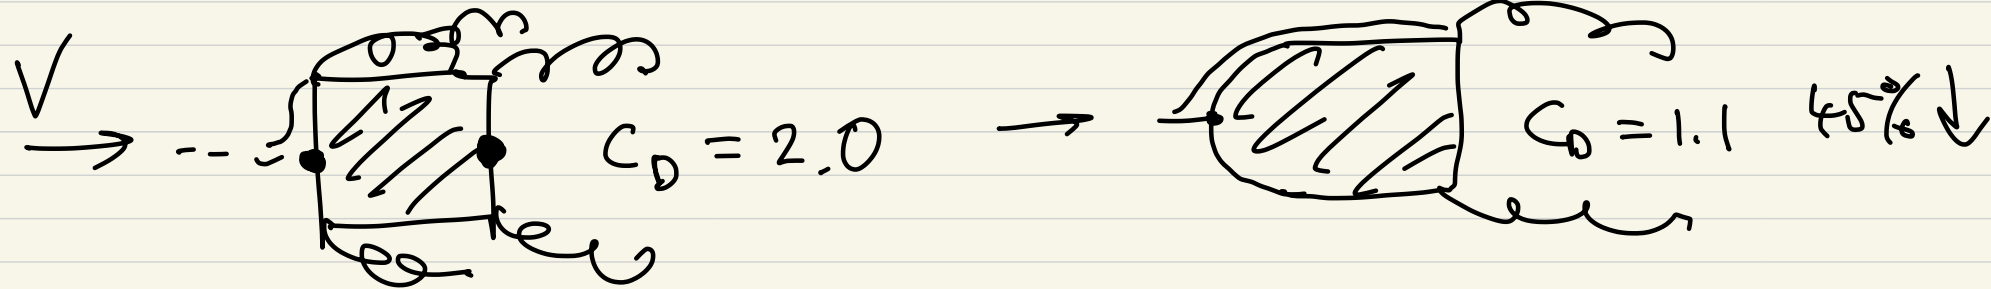 V
C_D = 2.0
C_D = 1.1 45% ↓